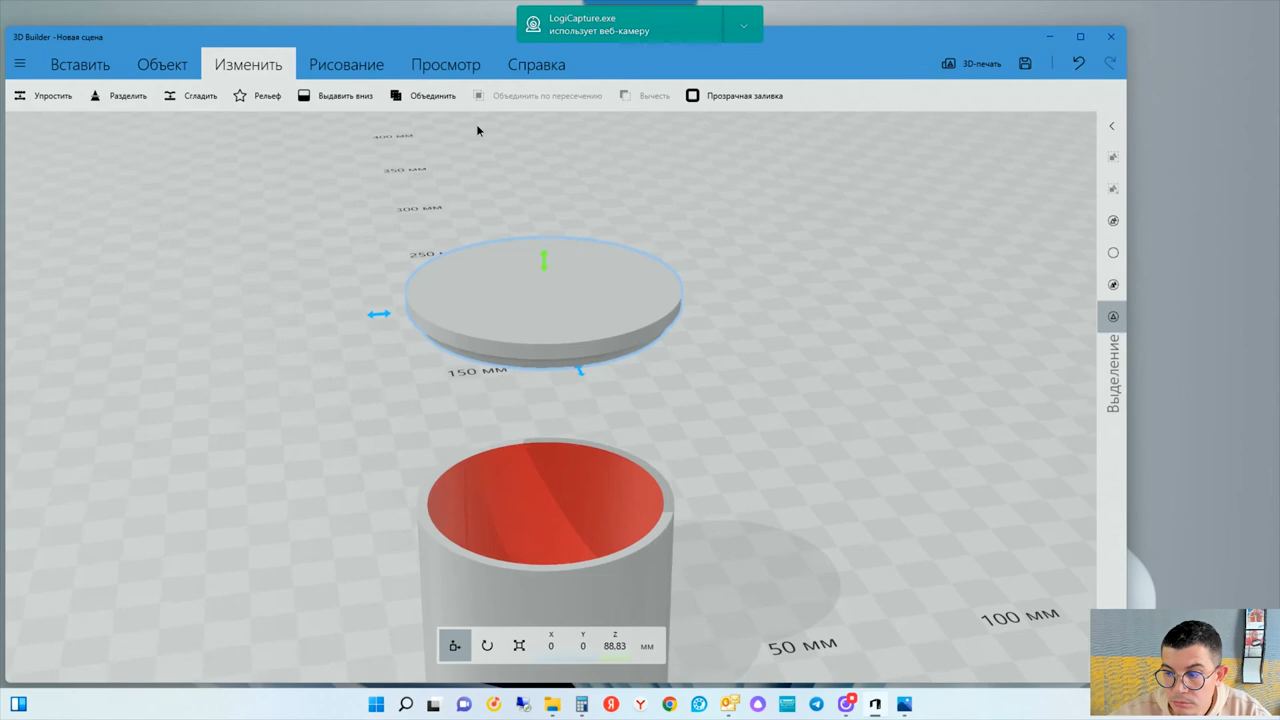 LogiCapture.exe
использует веб-камеру
3D Builder -Новая сцена
Вставить Объект Изменить Рисование Просмотр Справка 3D-печать
Упростить Разделить Сгладить Рельеф Выдавить вниз Объединить Объединить по пересечению Вычесть Прозрачная заливка
400 мм
350 мм
300 мм
250
150 мм
Выделение
100 мм
50 мм
X Y Z
0 0 88.83 мм